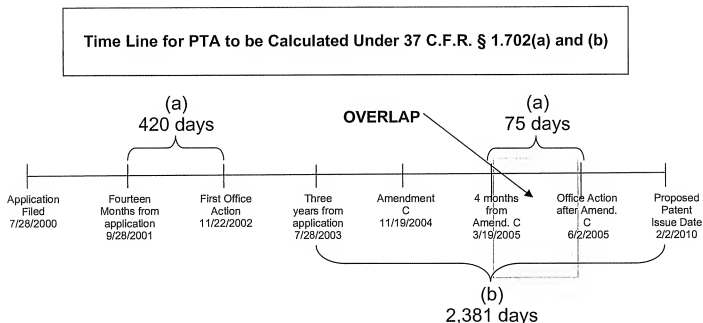 Time Line for PTA to be Calculated Under 37 C.F.R. § 1.702(a) and (b)
(a)
420 days
OVERLAP
(a)
75 days
Application
Filed
7/28/2000
Fourteen
Months from
application
9/28/2001
First Office
Action
11/22/2002
Three
years from
application
7/28/2003
Amendment
C
11/19/2004
4 months
from
Amend. C
3/19/2005
Office Action
after Amend.
C
6/2/2005
Proposed
Patent
Issue Date
2/2/2010
(b)
2,381 days